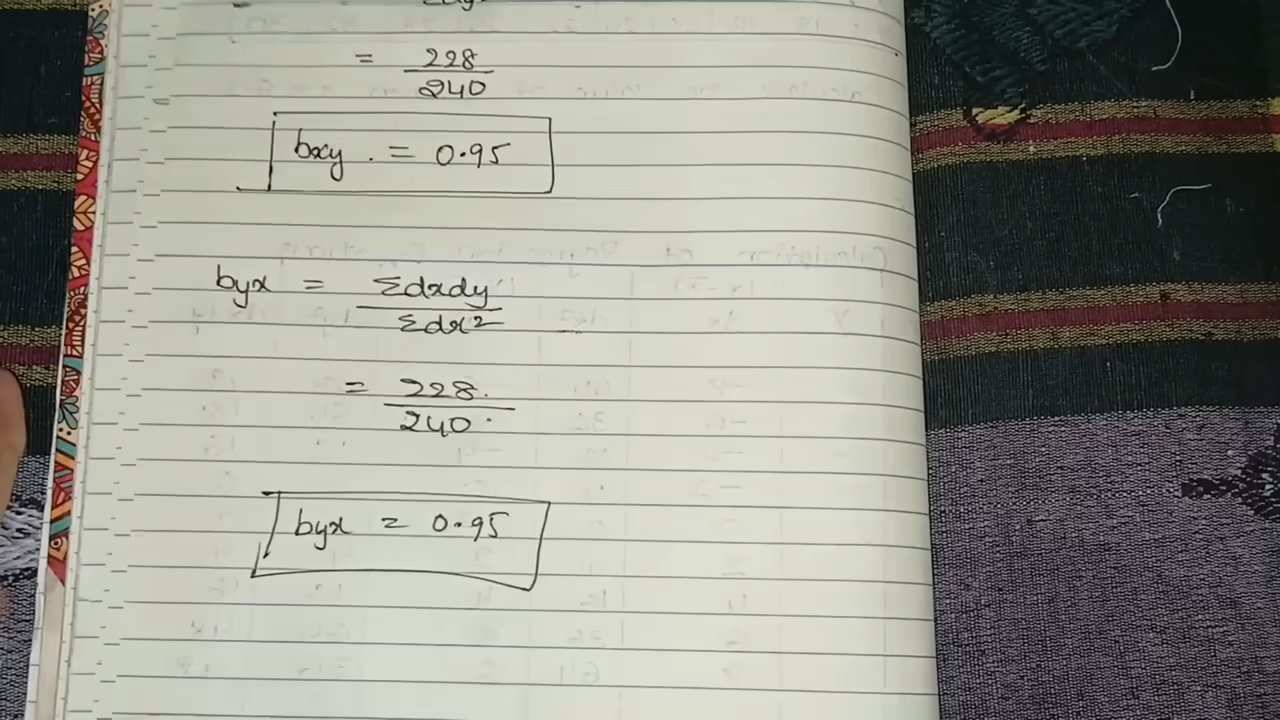 = 228
240
bxy . = 0.95
byx = Σdxdy
Σdx2
= 228.
240.
byx = 0.95